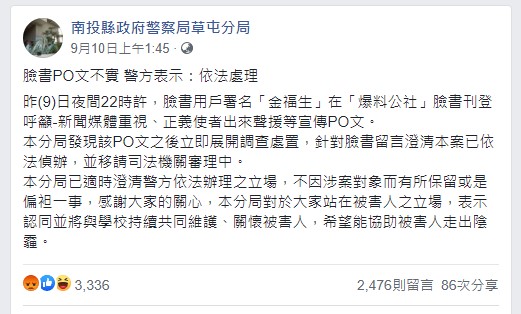 南投縣政府警察局草屯分局
9月10日上午1:45 ·
臉書PO文不實 警方表示：依法處理
昨(9)日夜間22時許，臉書用戶署名「金福生」在「爆料公社」臉書刊登
呼籲-新聞媒體重視、正義使者出來聲援等宣傳PO文。
本分局發現該PO文之後立即展開調查處置，針對臉書留言澄清本案已依
法偵辦，並移請司法機關審理中。
本分局已適時澄清警方依法辦理之立場，不因涉案對象而有所保留或是
偏袒一事，感謝大家的關心，本分局對於大家站在被害人之立場，表示
認同並將與學校持續共同維護、關懷被害人，希望能協助被害人走出陰
霾。
3,336
2,476則留言 86次分享